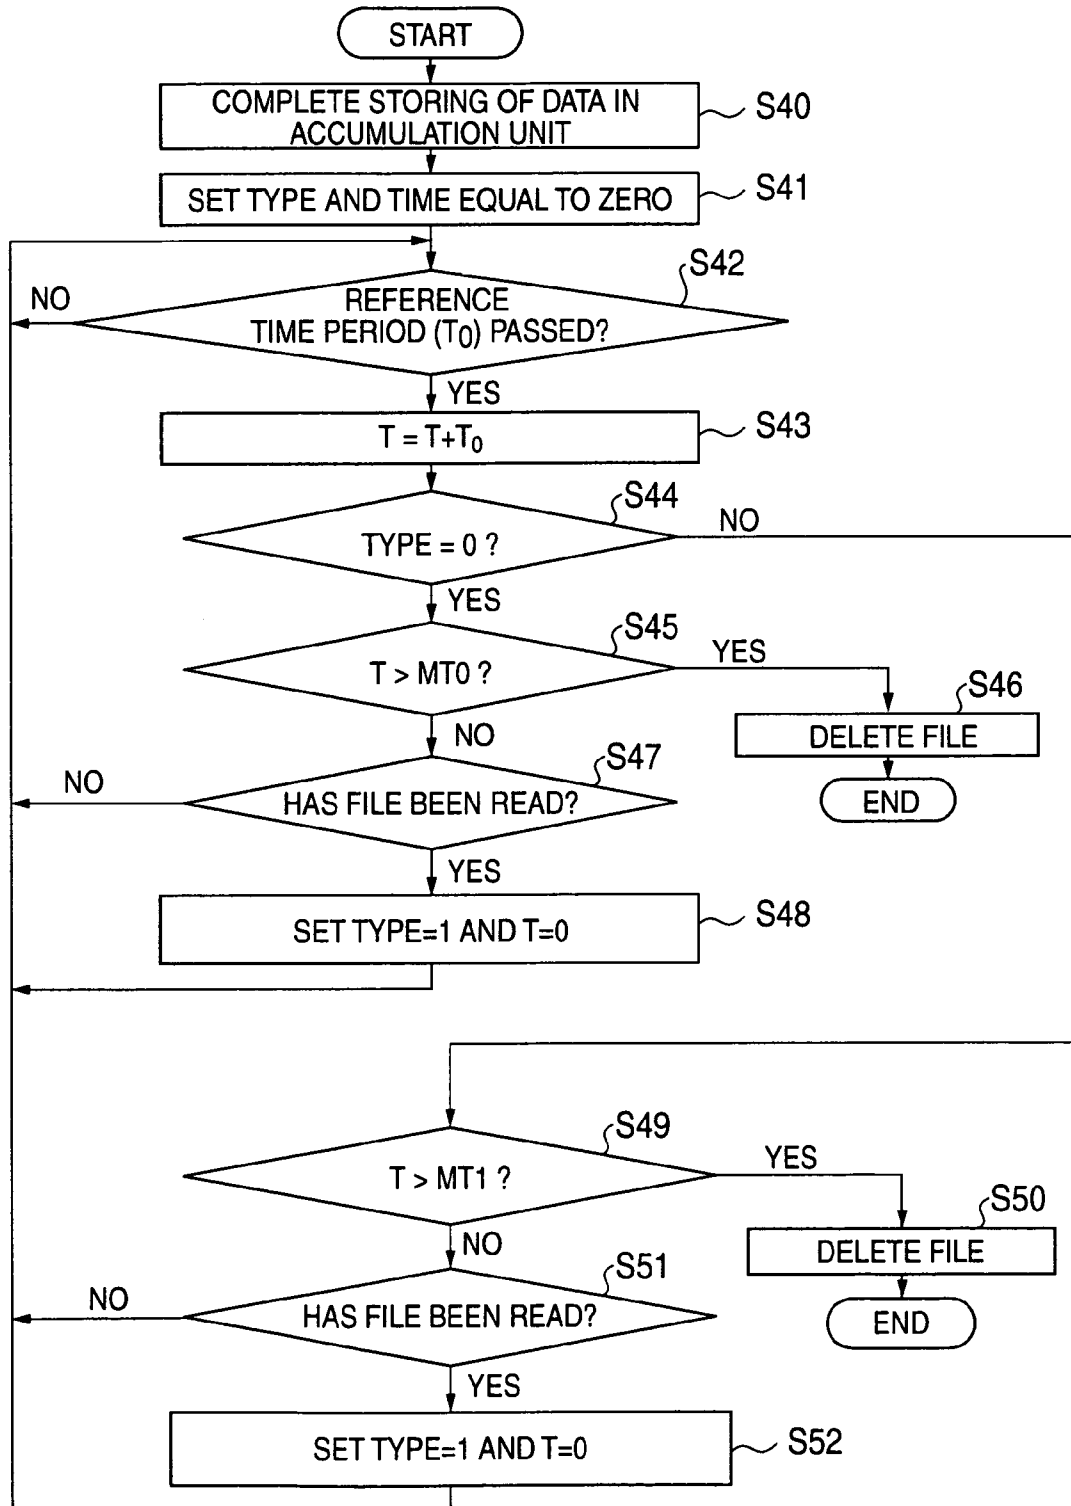 START
COMPLETE STORING OF DATA IN
ACCUMULATION UNIT
S40
SET TYPE AND TIME EQUAL TO ZERO
S41
S42
NO
REFERENCE
TIME PERIOD (T0) PASSED?
YES
T = T+T0
S43
S44
NO
TYPE = 0 ?
YES
S45
YES
T > MT0 ?
S46
DELETE FILE
NO
S47
NO
HAS FILE BEEN READ?
END
YES
SET TYPE=1 AND T=0
S48
S49
YES
T > MT1 ?
S50
DELETE FILE
NO
S51
NO
HAS FILE BEEN READ?
END
YES
SET TYPE=1 AND T=0
S52